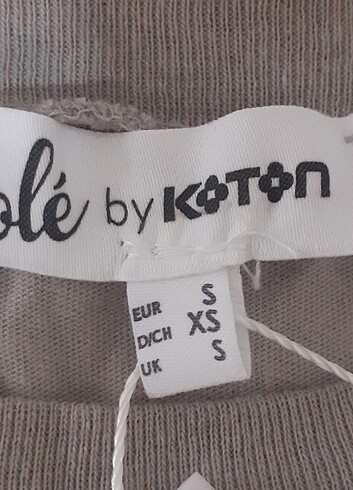 olé by KOTON
EUR S
D/CH XS
UK S